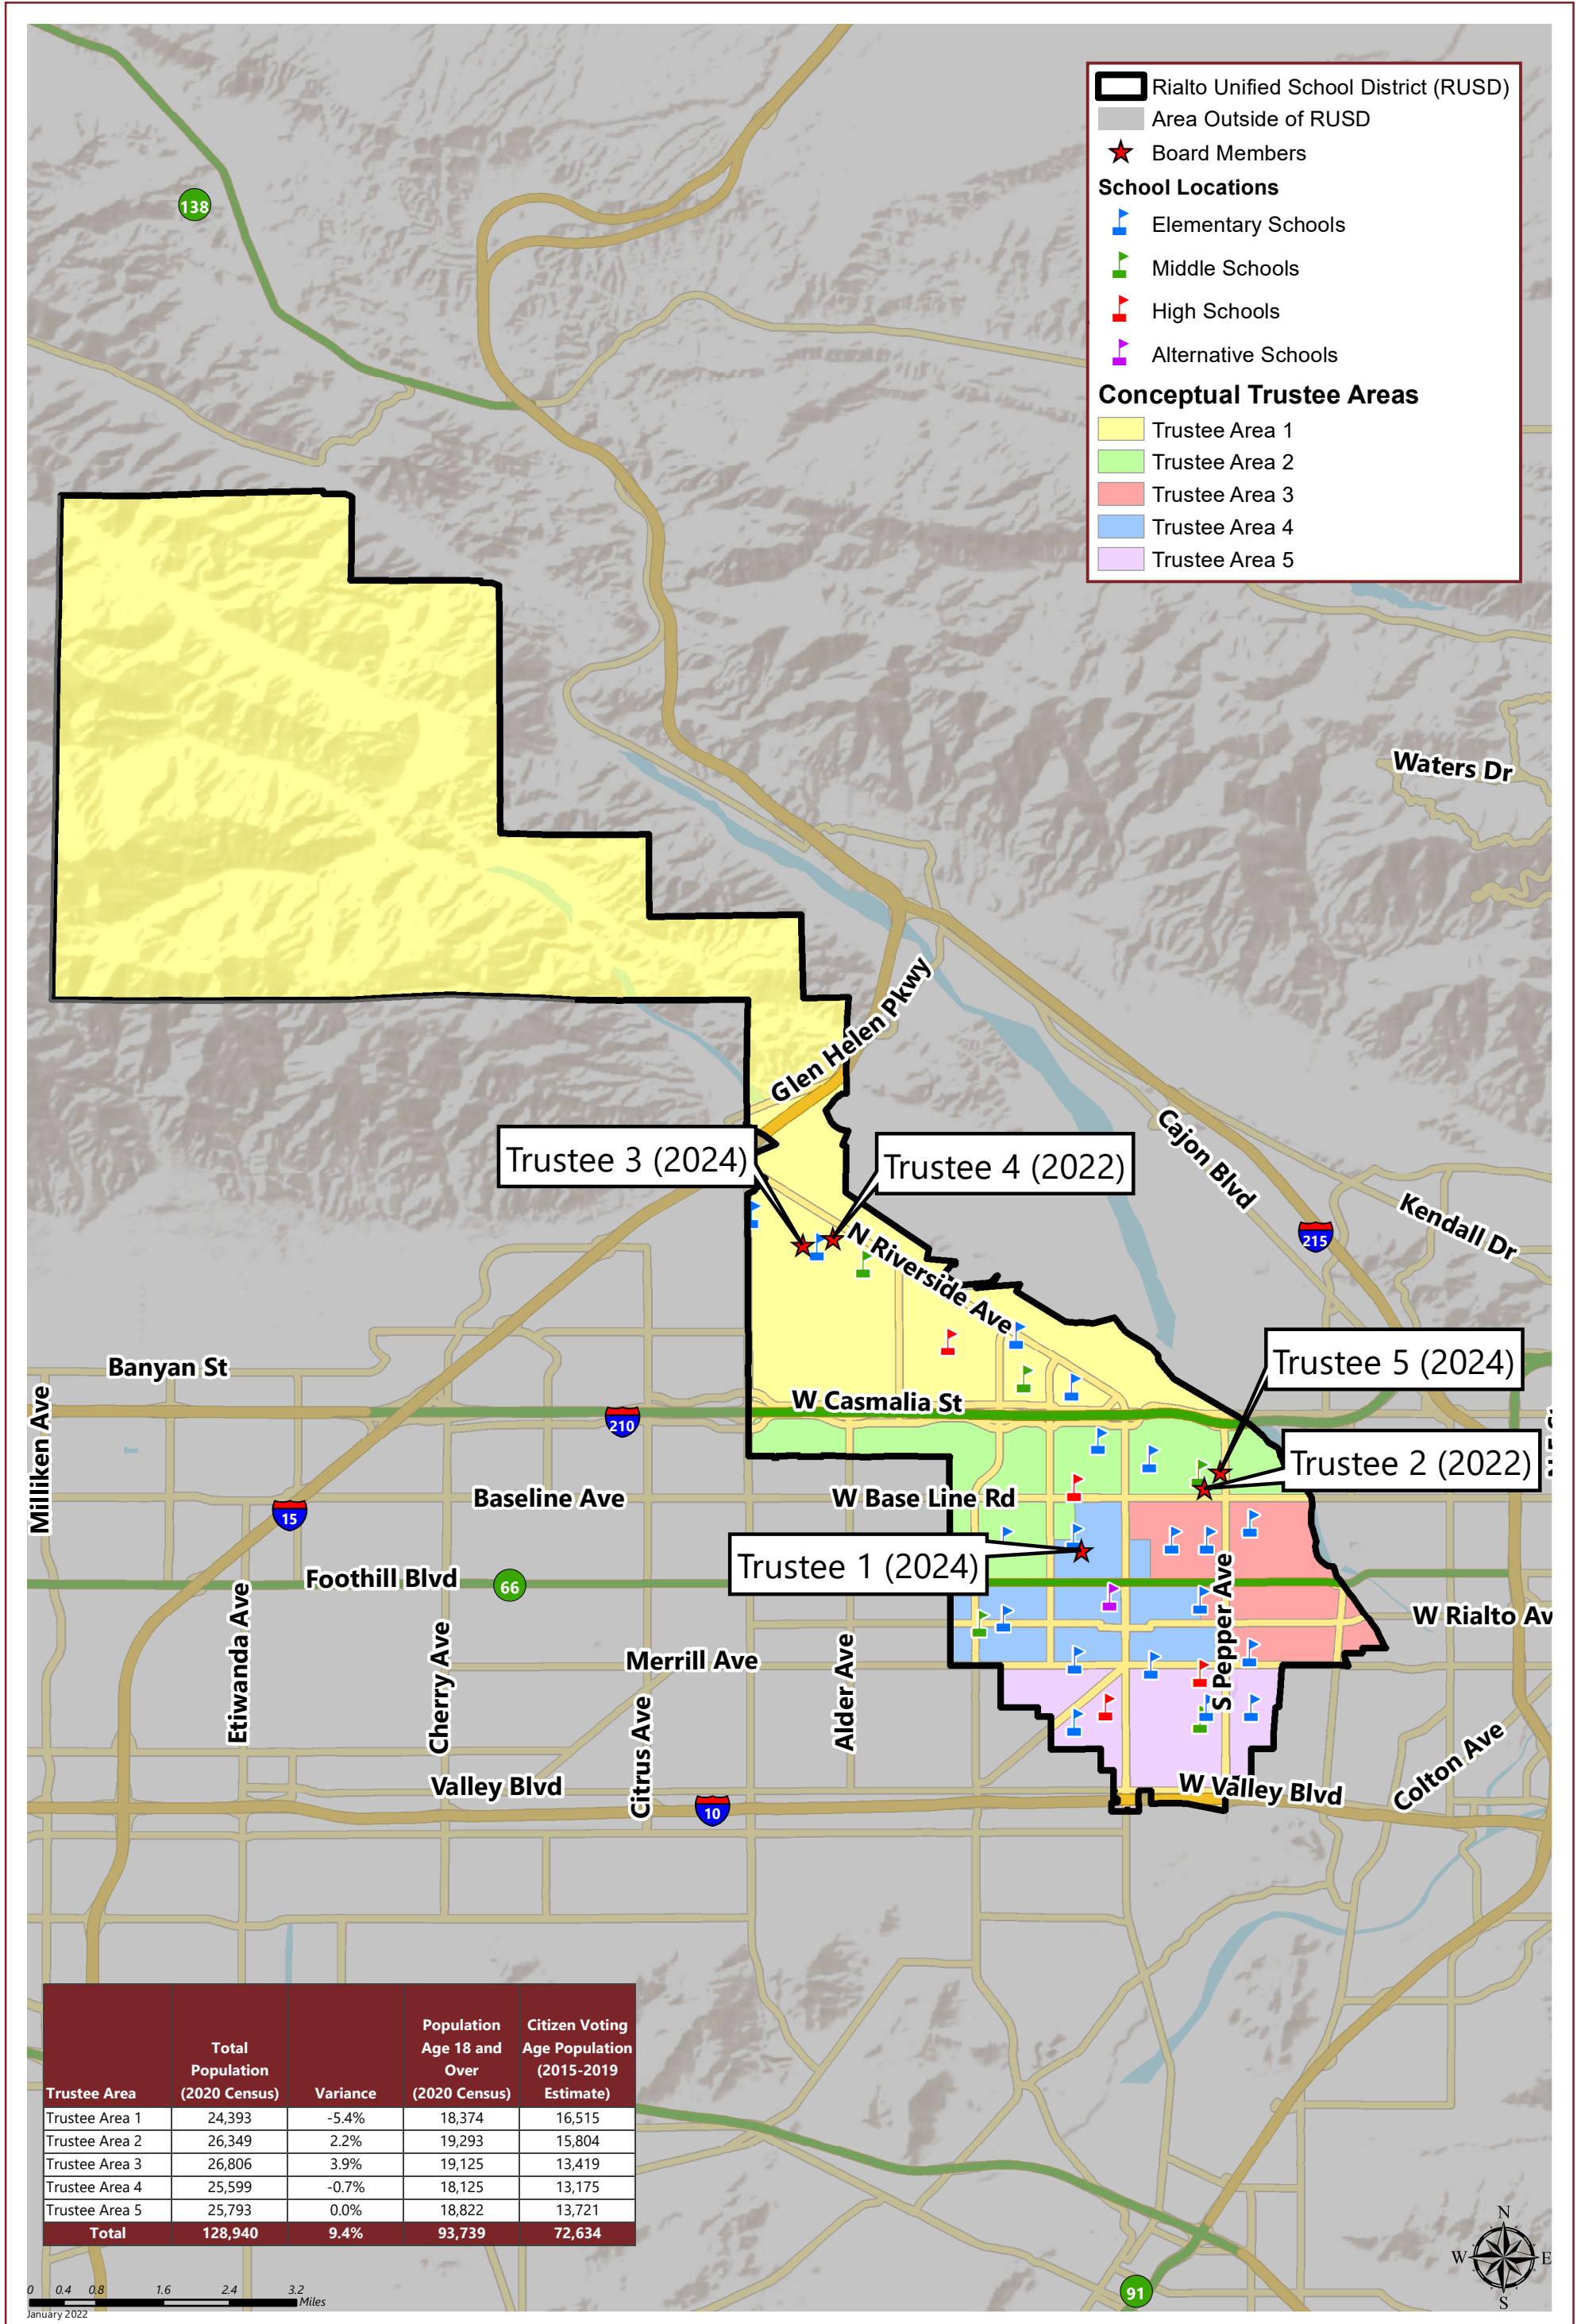 Rialto Unified School District (RUSD)
Area Outside of RUSD
Board Members
School Locations
Elementary Schools
Middle Schools
High Schools
Alternative Schools
Conceptual Trustee Areas
Trustee Area 1
Trustee Area 2
Trustee Area 3
Trustee Area 4
Trustee Area 5
138
Waters Dr
Glen Helen Pkwy
Cajon Blvd
Trustee 3 (2024)
Trustee 4 (2022)
Kendall Dr
215
N Riverside Ave
Trustee 5 (2024)
Banyan St
W Casmalia St
210
Milliken Ave
Trustee 2 (2022)
Baseline Ave
W Base Line Rd
15
Trustee 1 (2024)
Foothill Blvd
66
Etiwanda Ave
Cherry Ave
Merrill Ave
Citrus Ave
Alder Ave
S Pepper Ave
W Rialto Av
Valley Blvd
W Valley Blvd
Colton Ave
10
Trustee Area Total Population (2020 Census) Variance Population Age 18 and Over (2020 Census) Citizen Voting Age Population (2015-2019 Estimate)
Trustee Area 1 24,393 -5.4% 18,374 16,515
Trustee Area 2 26,349 2.2% 19,293 15,804
Trustee Area 3 26,806 3.9% 19,125 13,419
Trustee Area 4 25,599 -0.7% 18,125 13,175
Trustee Area 5 25,793 0.0% 18,822 13,721
Total 128,940 9.4% 93,739 72,634
0 0.4 0.8 1.6 2.4 3.2
Miles
January 2022
91
N
W E
S